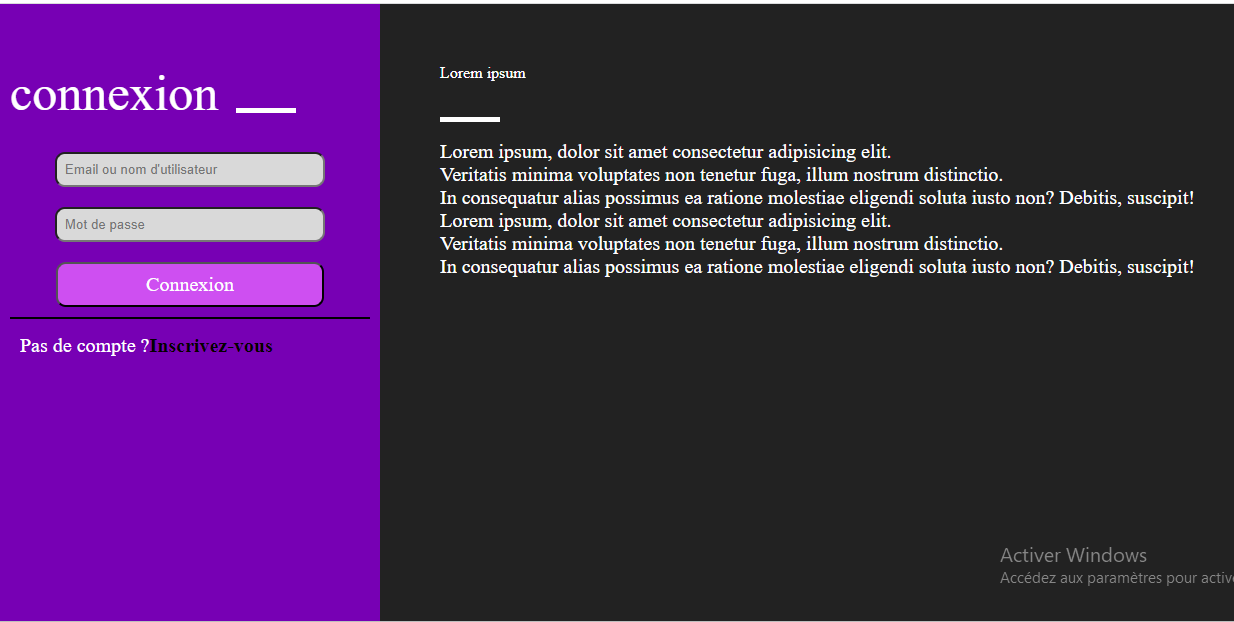 connexion
Email ou nom d'utilisateur
Mot de passe
Connexion
Pas de compte ?Inscrivez-vous
Lorem ipsum
Lorem ipsum, dolor sit amet consectetur adipisicing elit.
Veritatis minima voluptates non tenetur fuga, illum nostrum distinctio.
In consequatur alias possimus ea ratione molestiae eligendi soluta iusto non? Debitis, suscipit!
Lorem ipsum, dolor sit amet consectetur adipisicing elit.
Veritatis minima voluptates non tenetur fuga, illum nostrum distinctio.
In consequatur alias possimus ea ratione molestiae eligendi soluta iusto non? Debitis, suscipit!
Activer Windows
Accédez aux paramètres pour active